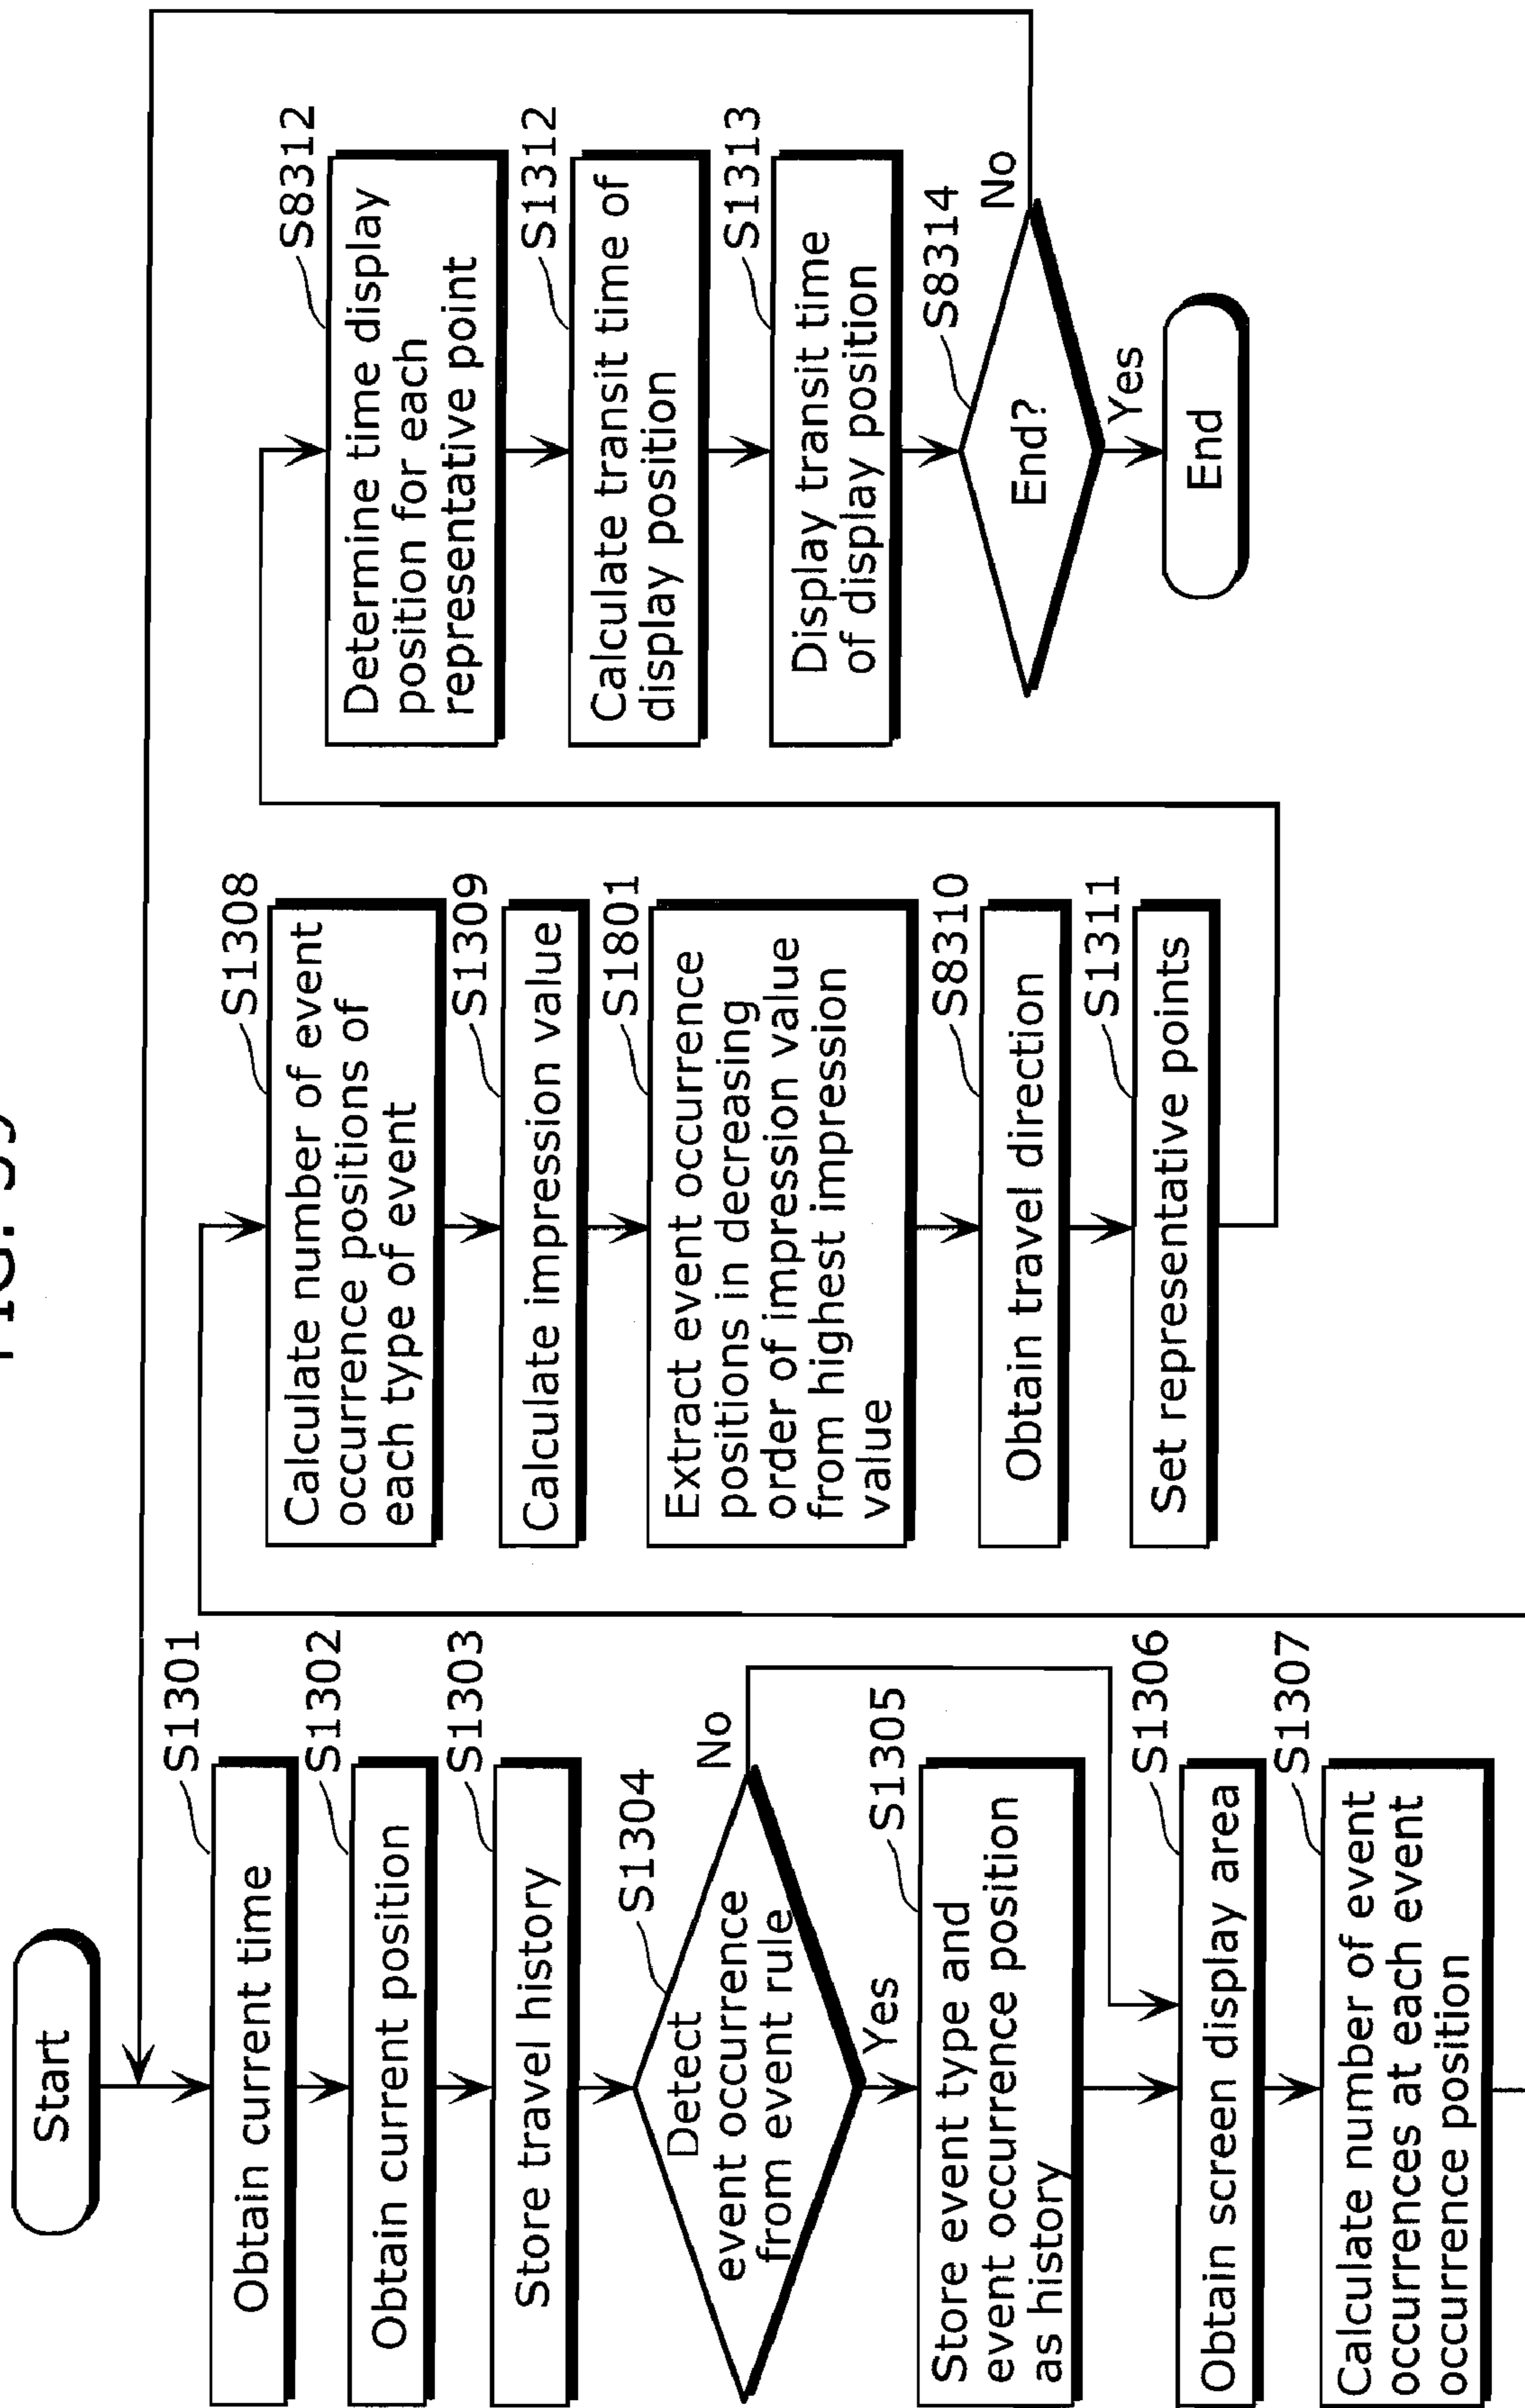 Start
S1301
Obtain current time
S1302
Obtain current position
S1303
Store travel history
S1304
Detect
event occurrence
from event rule
No
Yes
S1305
Store event type and
event occurrence position
as history
S1306
Obtain screen display area
S1307
Calculate number of event
occurrences at each event
occurrence position
S1308
Calculate number of event
occurrence positions of
each type of event
S1309
Calculate impression value
S1801
Extract event occurrence
positions in decreasing
order of impression value
from highest impression
value
S8310
Obtain travel direction
S1311
Set representative points
S8312
Determine time display
position for each
representative point
S1312
Calculate transit time of
display position
S1313
Display transit time
of display position
S8314
End?
No
Yes
End